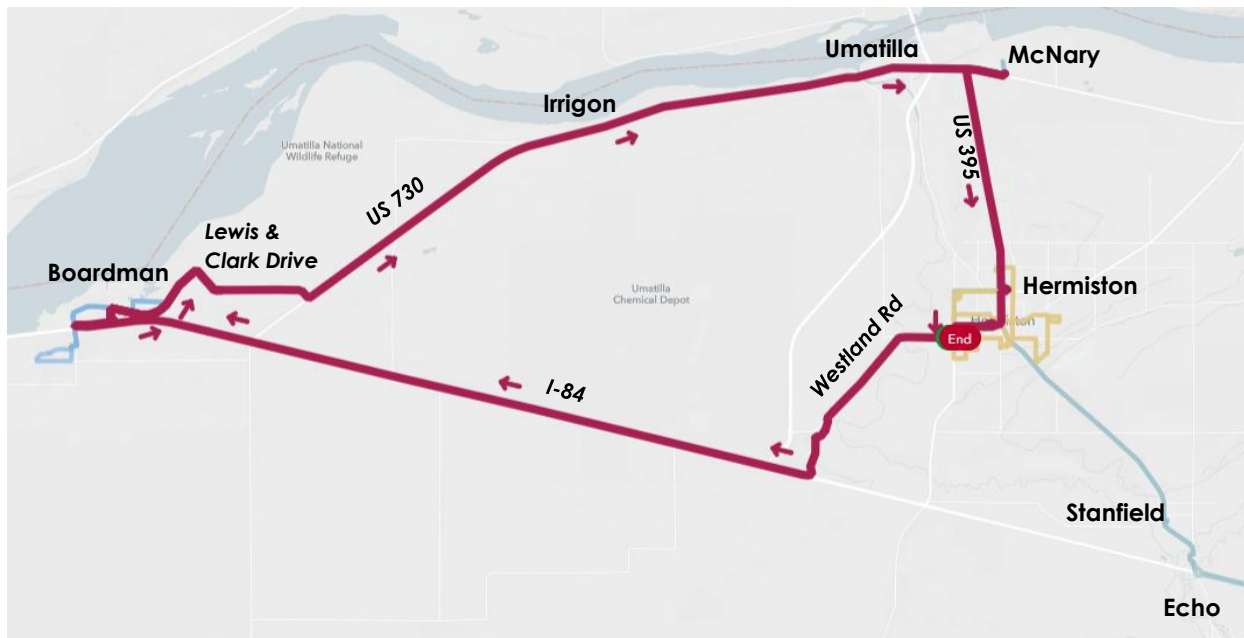 Umatilla
McNary
Irrigon
US 395
Umatilla National
Wildlife Refuge
US 730
Lewis &
Clark Drive
Boardman
Umatilla
Chemical Depot
Hermiston
End
Westland Rd
I-84
Stanfield
Echo